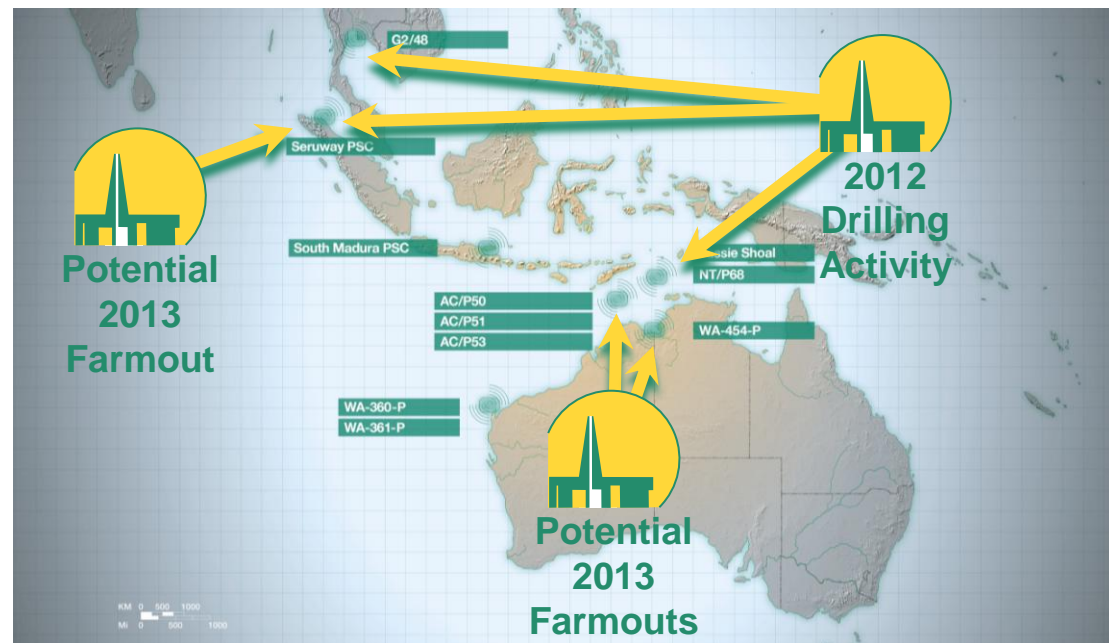 G2/48
Seruway PSC
2012
Drilling
Activity
Potential
2013
Farmout
South Madura PSC
Shoal
NT/P68
AC/P50
AC/P51
AC/P53
WA-454-P
WA-360-P
WA-361-P
Potential
2013
Farmouts
KM 0 500 1000
Mi 0 500 1000